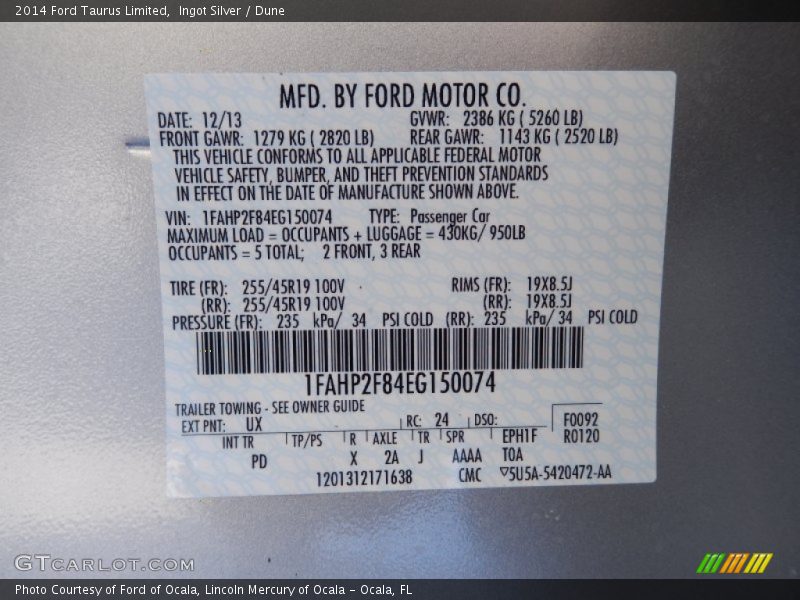 2014 Ford Taurus Limited,  Ingot Silver / Dune
MFD. BY FORD MOTOR CO.
DATE: 12/13 GVWR: 2386 KG ( 5260 LB)
FRONT GAWR: 1279 KG ( 2820 LB) REAR GAWR: 1143 KG ( 2520 LB)
THIS VEHICLE CONFORMS TO ALL APPLICABLE FEDERAL MOTOR
VEHICLE SAFETY, BUMPER, AND THEFT PREVENTION STANDARDS
IN EFFECT ON THE DATE OF MANUFACTURE SHOWN ABOVE.
VIN: 1FAHP2F84EG150074 TYPE: Passenger Car
MAXIMUM LOAD = OCCUPANTS + LUGGAGE = 430KG/ 950LB
OCCUPANTS = 5 TOTAL; 2 FRONT, 3 REAR
TIRE (FR): 255/45R19 100V RIMS (FR): 19X8.5J
(RR): 255/45R19 100V (RR): 19X8.5J
PRESSURE (FR): 235 kPa/ 34 PSI COLD (RR): 235 kPa/ 34 PSI COLD
1FAHP2F84EG150074
TRAILER TOWING - SEE OWNER GUIDE
EXT PNT: UX RC: 24 DSO: F0092
INT TR TP/PS R AXLE TR SPR EPH1F R0120
PD X 2A J AAAA T0A
1201312171638 CMC ▽5U5A-5420472-AA
GTCARLOT.COM
Photo Courtesy of Ford of Ocala, Lincoln Mercury of Ocala – Ocala, FL